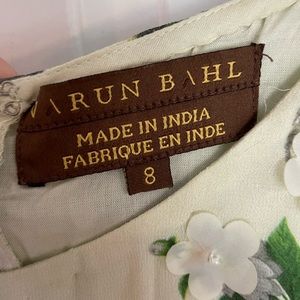 VARUN BAHL
MADE IN INDIA
FABRIQUE EN INDE
8